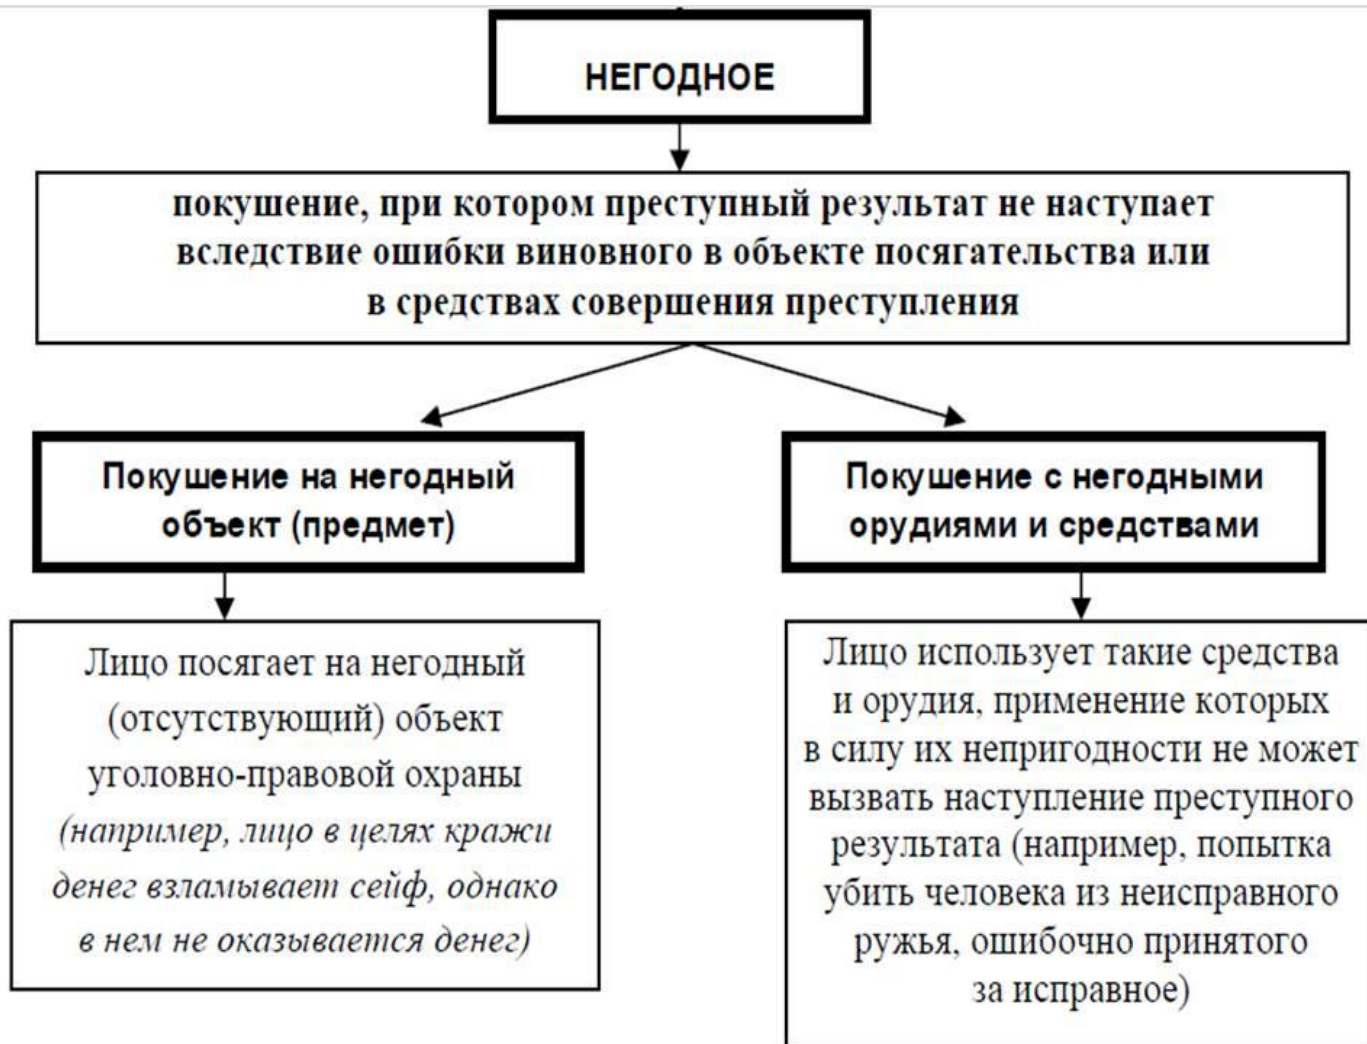 НЕГОДНОЕ
покушение, при котором преступный результат не наступает
вследствие ошибки виновного в объекте посягательства или
в средствах совершения преступления
Покушение на негодный
объект (предмет)
Лицо посягает на негодный
(отсутствующий) объект
уголовно-правовой охраны
(например, лицо в целях кражи
денег взламывает сейф, однако
в нем не оказывается денег)
Покушение с негодными
орудиями и средствами
Лицо использует такие средства
и орудия, применение которых
в силу их непригодности не может
вызвать наступление преступного
результата (например, попытка
убить человека из неисправного
ружья, ошибочно принятого
за исправное)